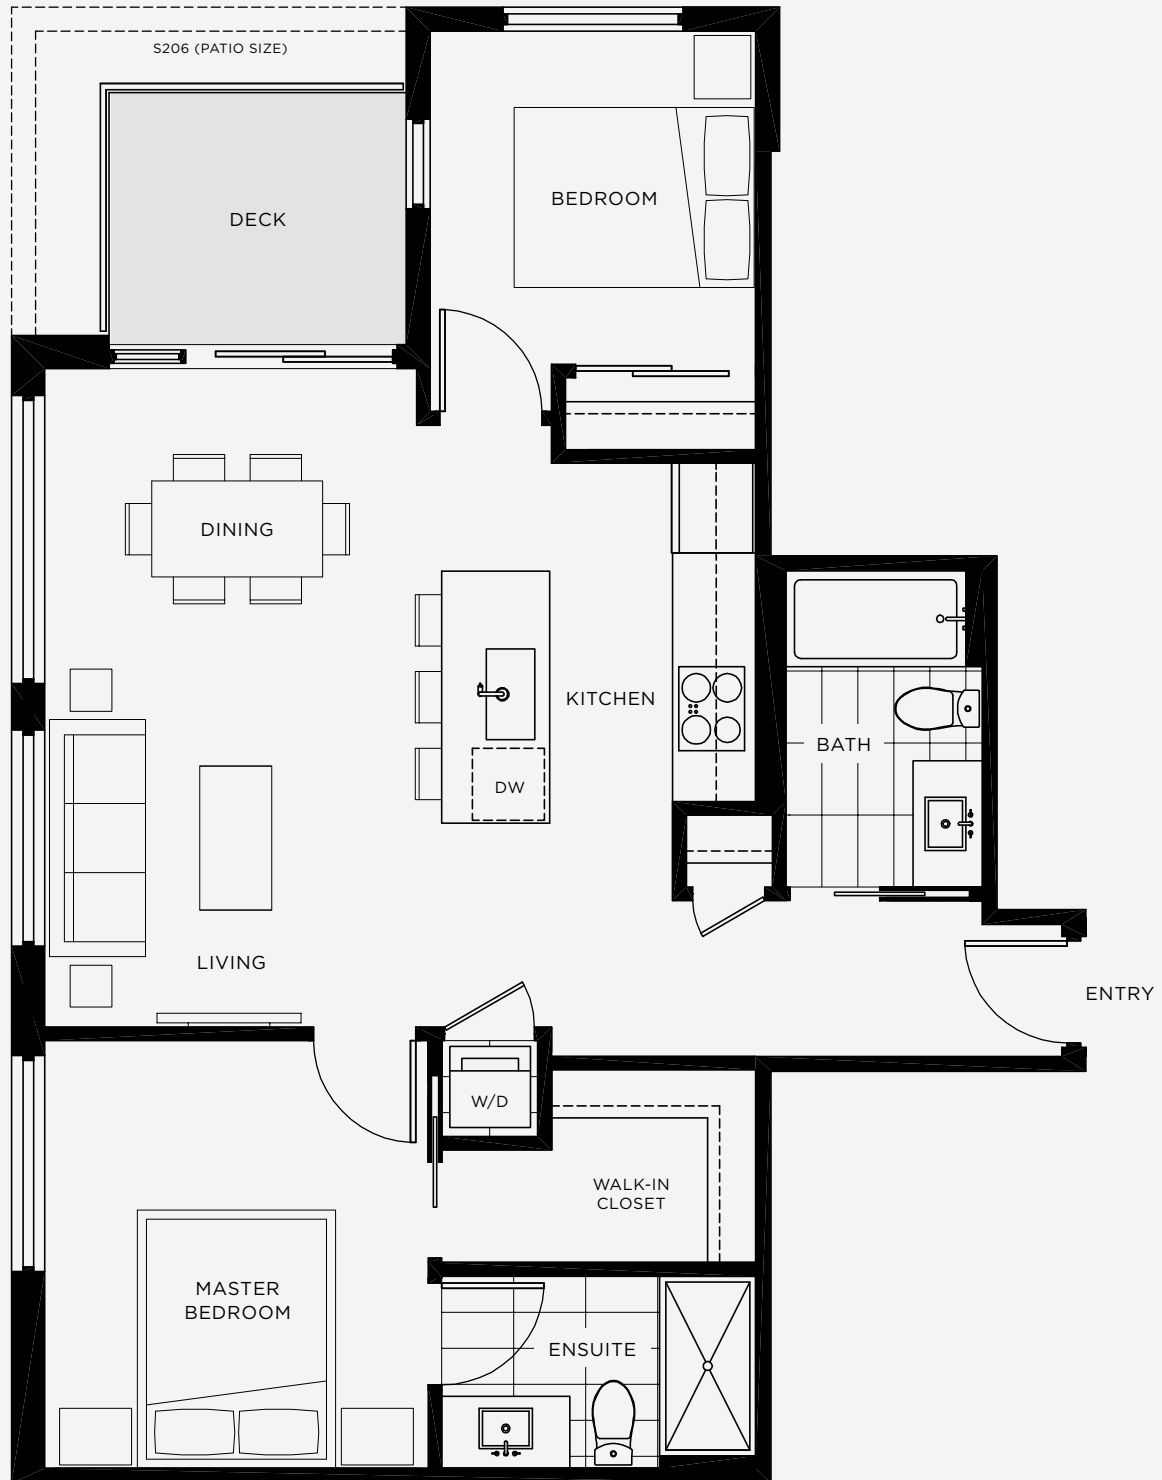 S206 (PATIO SIZE)
DECK
BEDROOM
DINING
KITCHEN
BATH
DW
LIVING
ENTRY
W/D
WALK-IN
CLOSET
MASTER
BEDROOM
ENSUITE